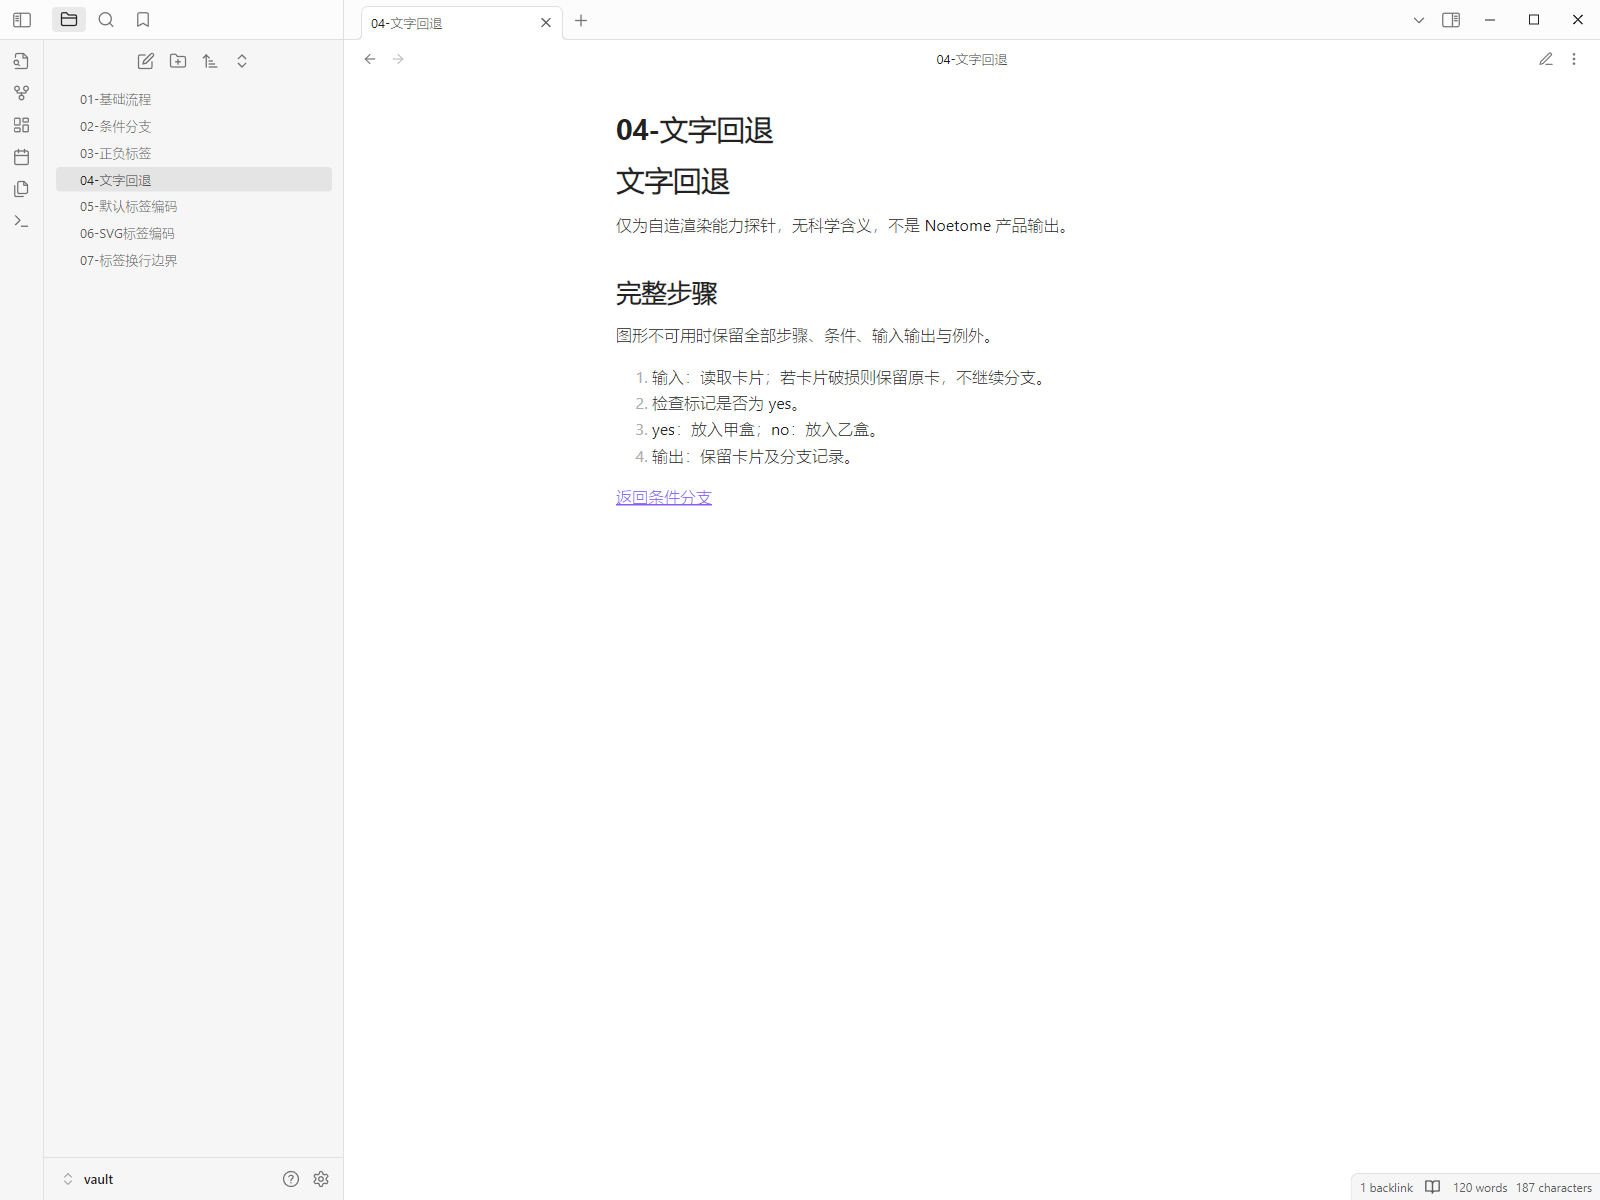 04-文字回退
04-文字回退
01-基础流程
02-条件分支
03-正负标签
04-文字回退
05-默认标签编码
06-SVG标签编码
07-标签换行边界
04-文字回退
文字回退
仅为自造渲染能力探针，无科学含义，不是 Noetome 产品输出。
完整步骤
图形不可用时保留全部步骤、条件、输入输出与例外。
1. 输入：读取卡片；若卡片破损则保留原卡，不继续分支。
2. 检查标记是否为 yes。
3. yes：放入甲盒；no：放入乙盒。
4. 输出：保留卡片及分支记录。
返回条件分支
vault
1 backlink 120 words 187 characters